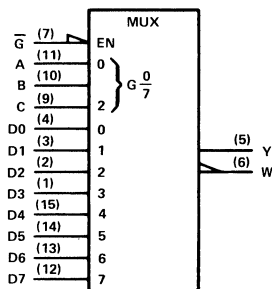 MUX
G (7) EN
A (11) 0
B (10) G 0/7
C (9) 2
D0 (4) 0
D1 (3) 1 (5) Y
D2 (2) 2 (6) W
D3 (1) 3
D4 (15) 4
D5 (14) 5
D6 (13) 6
D7 (12) 7